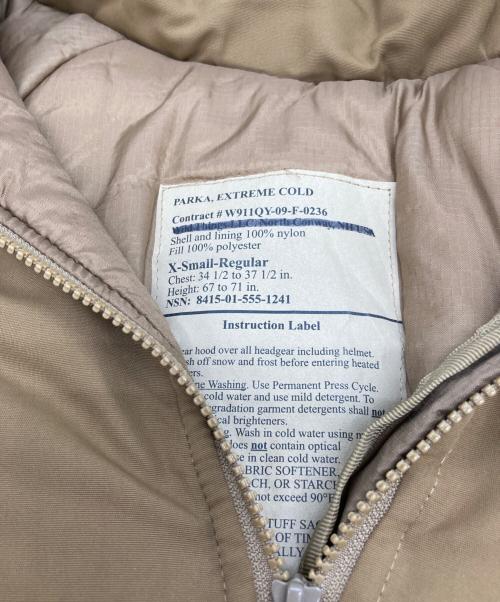 PARKA, EXTREME COLD
Contract # W911QY-09-F-0236
Wild Things LLC, North Conway, NH USA
Shell and lining 100% nylon
Fill 100% polyester
X-Small-Regular
Chest: 34 1/2 to 37 1/2 in.
Height: 67 to 71 in.
NSN: 8415-01-555-1241
Instruction Label
ar hood over all headgear including helmet.
sh off snow and frost before entering heated
ers.
ne Washing. Use Permanent Press Cycle.
cold water and use mild detergent. To
gradation garment detergents shall not
cal brighteners.
g. Wash in cold water using m
does not contain optical
se in clean cold water.
BRIC SOFTENER,
CH, OR STARC
not exceed 90°F
TUFF SAC
OF TIM
ALLY